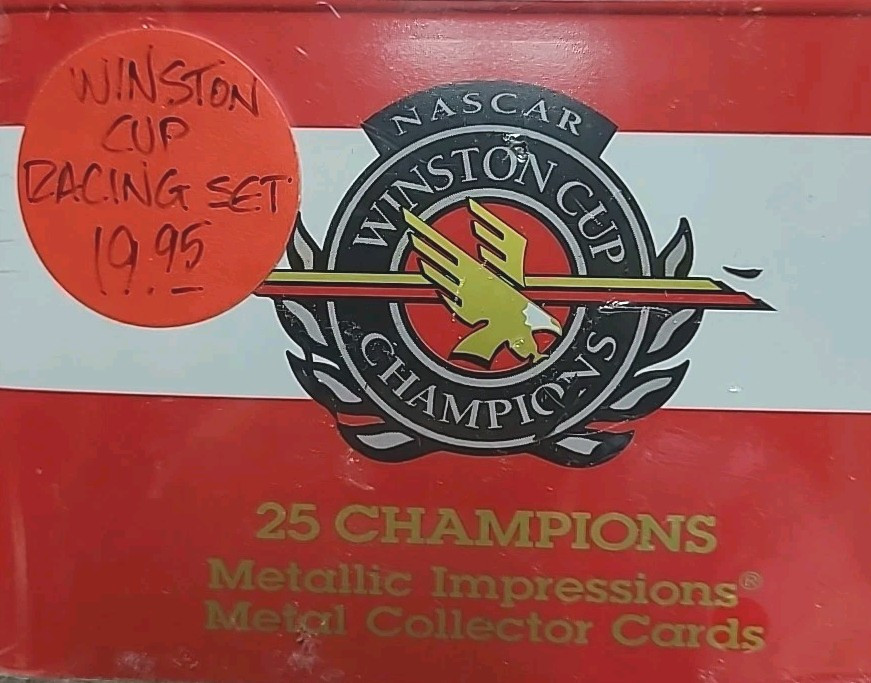 WINSTON
CUP
RACING SET
19.95
NASCAR
WINSTON CUP
CHAMPIONS
25 CHAMPIONS
Metallic Impressions®
Metal Collector Cards